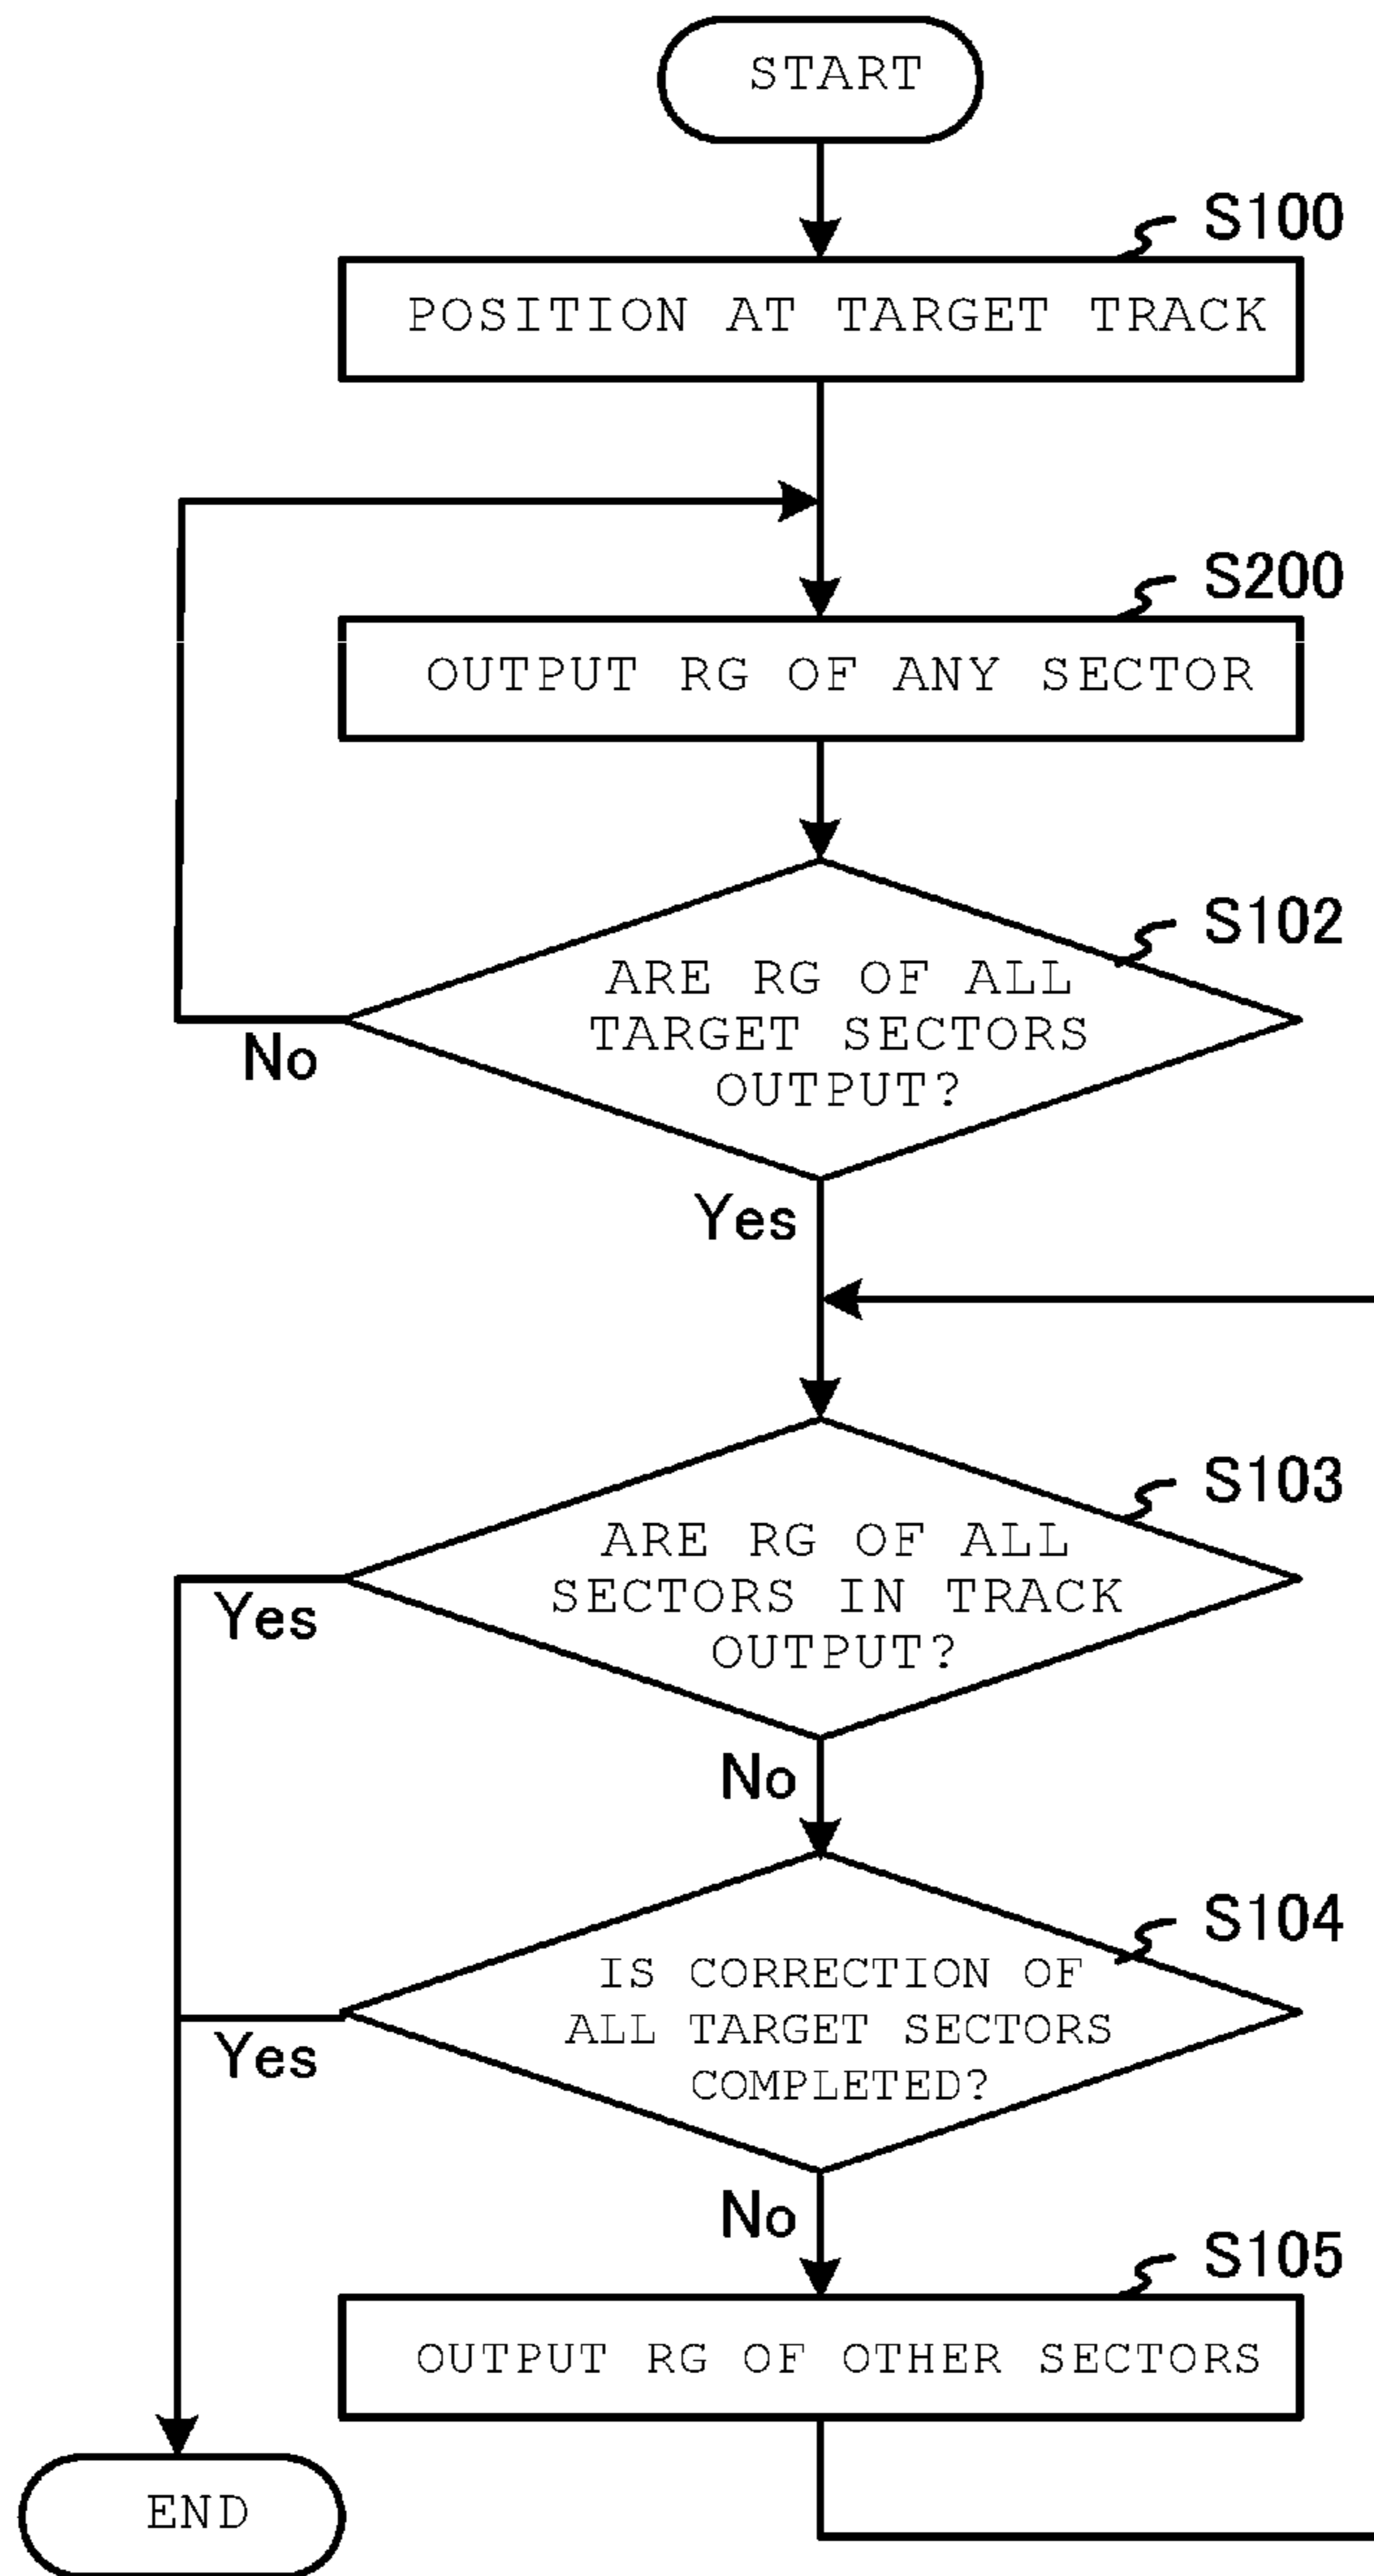 START
S100
POSITION AT TARGET TRACK
S200
OUTPUT RG OF ANY SECTOR
S102
ARE RG OF ALL
TARGET SECTORS
OUTPUT?
No
Yes
S103
ARE RG OF ALL
SECTORS IN TRACK
OUTPUT?
Yes
No
S104
IS CORRECTION OF
ALL TARGET SECTORS
COMPLETED?
Yes
No
S105
OUTPUT RG OF OTHER SECTORS
END